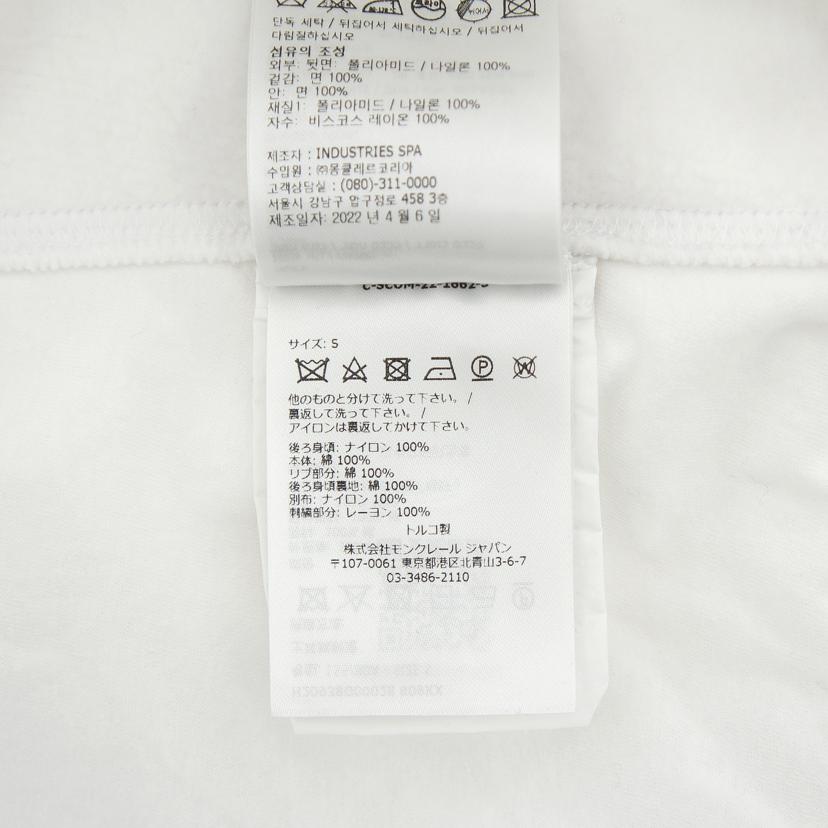 단독 세탁 / 뒤집어서 세탁하십시오 / 뒤집어서
다림질하십시오
섬유의 조성
외부: 뒷면: 폴리아미드 / 나일론 100%
겉감: 면 100%
안: 면 100%
재질1: 폴리아미드 / 나일론 100%
자수: 비스코스 레이온 100%
제조자 : INDUSTRIES SPA
수입원 : ㈜몽클레르코리아
고객상담실 : (080)-311-0000
서울시 강남구 압구정로 458 3층
제조일자: 2022 년 4 월 6 일
C-SCOM-22-1662-J
サイズ: S
他のものと分けて洗って下さい。 /
裏返して洗って下さい。 /
アイロンは裏返してかけて下さい。
後ろ身頃: ナイロン 100%
本体: 綿 100%
リブ部分: 綿 100%
後ろ身頃裏地: 綿 100%
別布: ナイロン 100%
刺繍部分: レーヨン 100%
トルコ製
株式会社モンクレール ジャパン
〒107-0061 東京都港区北青山3-6-7
03-3486-2110